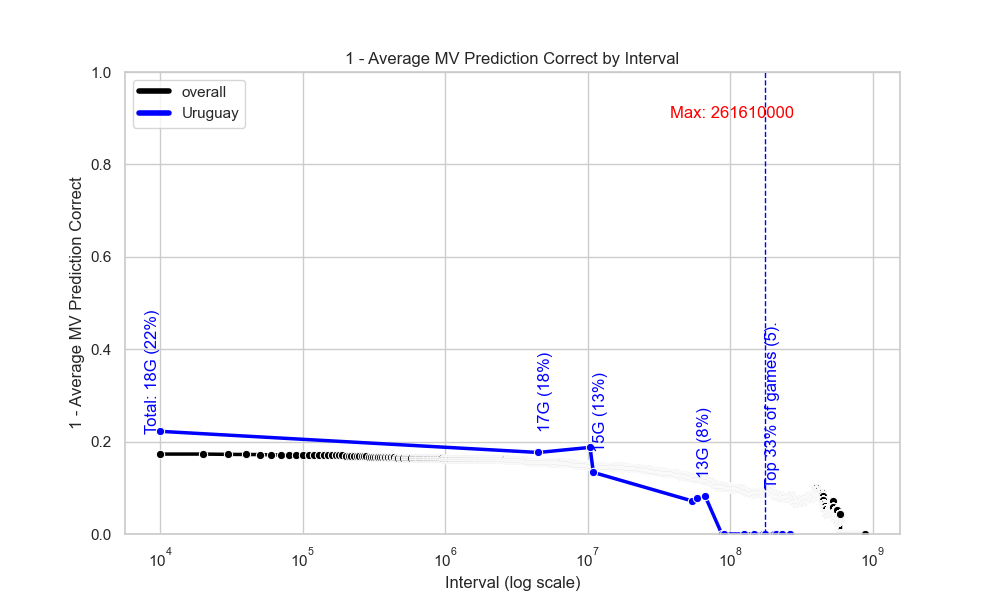 1 - Average MV Prediction Correct by Interval
overall
Uruguay
Max: 261610000
1 - Average MV Prediction Correct
1.0
0.8
0.6
0.4
0.2
0.0
Total: 18G (22%)
17G (18%)
15G (13%)
13G (8%)
Top 33% of games (5).
10^4
10^5
10^6
10^7
10^8
10^9
Interval (log scale)